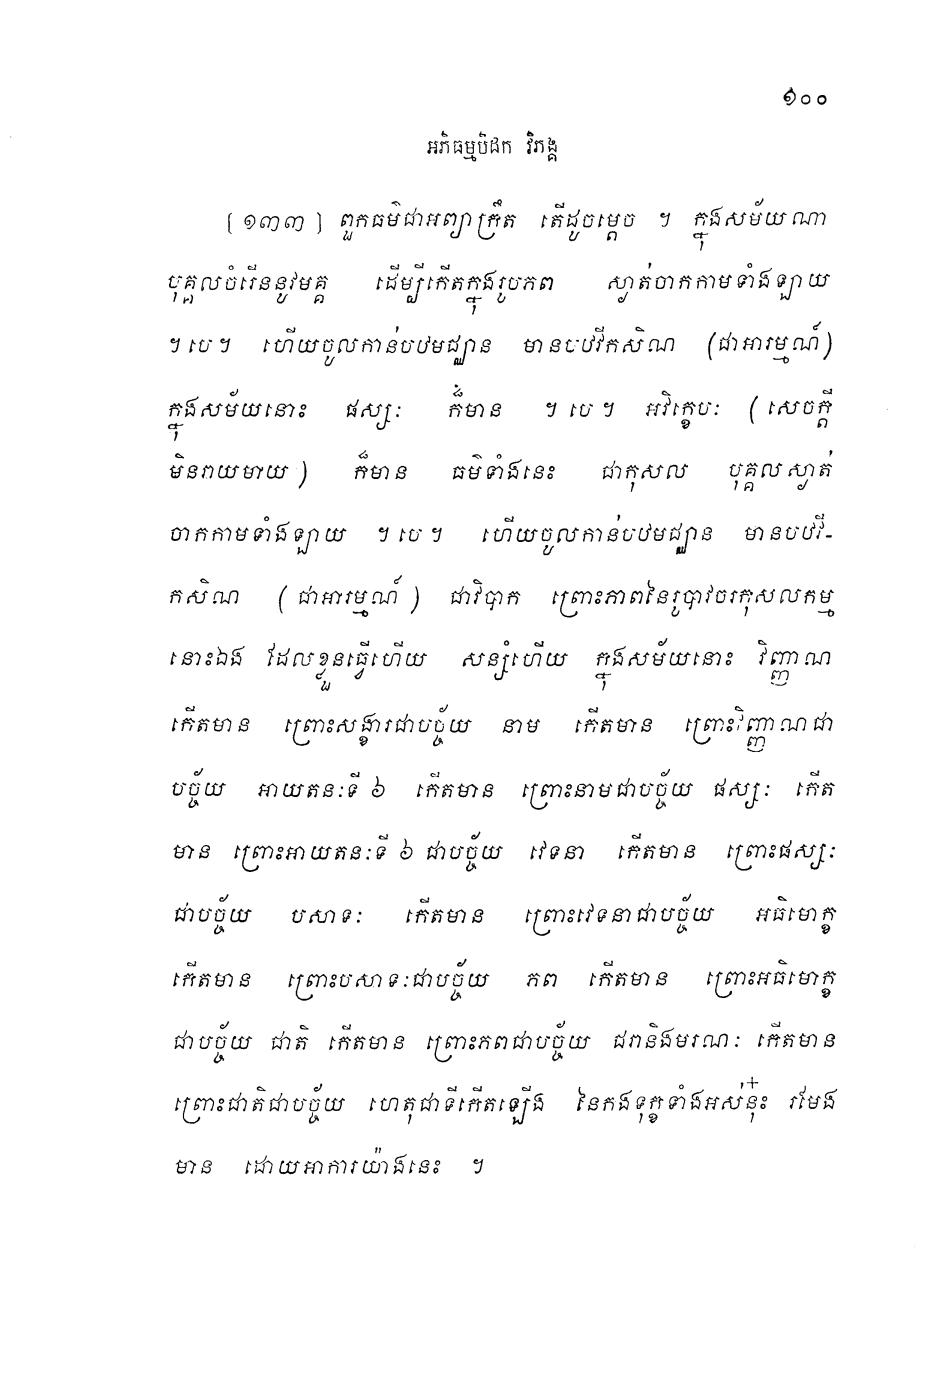 ១០០
អភិធម្មបិដក វិភង្គ
[ ១៣៣ ] ពួកធម៌ជាអព្យាក្រឹត តើដូចម្តេច ។ ក្នុងសម័យណា
បុគ្គលចំរើននូវមគ្គ ដើម្បីកើតក្នុងរូបភព ស្ងាត់ចាកកាមទាំងឡាយ
។ បេ ។ ហើយចូលកាន់បឋមជ្ឈាន មានបឋវីកសិណ (ជាអារម្មណ៍)
ក្នុងសម័យនោះ ផស្សៈ ក៏មាន ។ បេ ។ អវិក្ខេបៈ (សេចក្តី
មិនរាយមាយ) ក៏មាន ធម៌ទាំងនេះ ជាកុសល បុគ្គលស្ងាត់
ចាកកាមទាំងឡាយ ។ បេ ។ ហើយចូលកាន់បឋមជ្ឈាន មានបឋវី-
កសិណ (ជាអារម្មណ៍) ជាវិបាក ព្រោះភាពនៃរូបាវចរកុសលកម្ម
នោះឯង ដែលខ្លួនធ្វើហើយ សន្សំហើយ ក្នុងសម័យនោះ វិញ្ញាណ
កើតមាន ព្រោះសង្ខារជាបច្ច័យ នាម កើតមាន ព្រោះវិញ្ញាណជា
បច្ច័យ អាយតនៈទី ៦ កើតមាន ព្រោះនាមជាបច្ច័យ ផស្សៈ កើត
មាន ព្រោះអាយតនៈទី ៦ ជាបច្ច័យ វេទនា កើតមាន ព្រោះផស្សៈ
ជាបច្ច័យ បសាទៈ កើតមាន ព្រោះវេទនាជាបច្ច័យ អធិមោក្ខ
កើតមាន ព្រោះបសាទៈជាបច្ច័យ ភព កើតមាន ព្រោះអធិមោក្ខ
ជាបច្ច័យ ជាតិ កើតមាន ព្រោះភពជាបច្ច័យ ជរានិងមរណៈ កើតមាន
ព្រោះជាតិជាបច្ច័យ ហេតុជាទីកើតឡើង នៃកងទុក្ខទាំងអស់នុ៎ះ រមែង
មាន ដោយអាការយ៉ាងនេះ ។